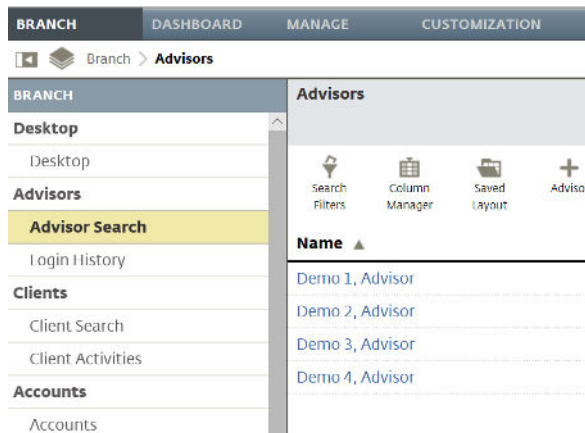 BRANCH DASHBOARD MANAGE CUSTOMIZATION
Branch > Advisors
BRANCH
Desktop
Desktop
Advisors
Advisor Search
Login History
Clients
Client Search
Client Activities
Accounts
Accounts
Advisors
Search Filters
Column Manager
Saved Layout
Name ▲
Demo 1, Advisor
Demo 2, Advisor
Demo 3, Advisor
Demo 4, Advisor